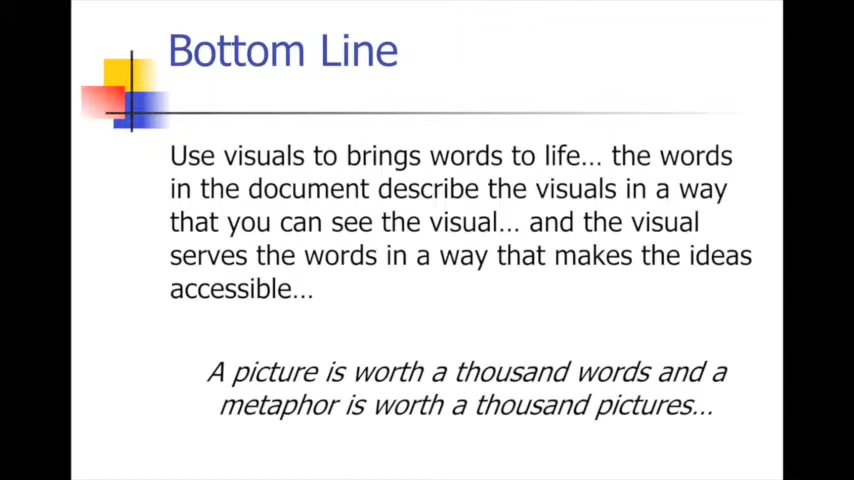 Bottom Line
Use visuals to brings words to life... the words
in the document describe the visuals in a way
that you can see the visual... and the visual
serves the words in a way that makes the ideas
accessible...
A picture is worth a thousand words and a
metaphor is worth a thousand pictures...